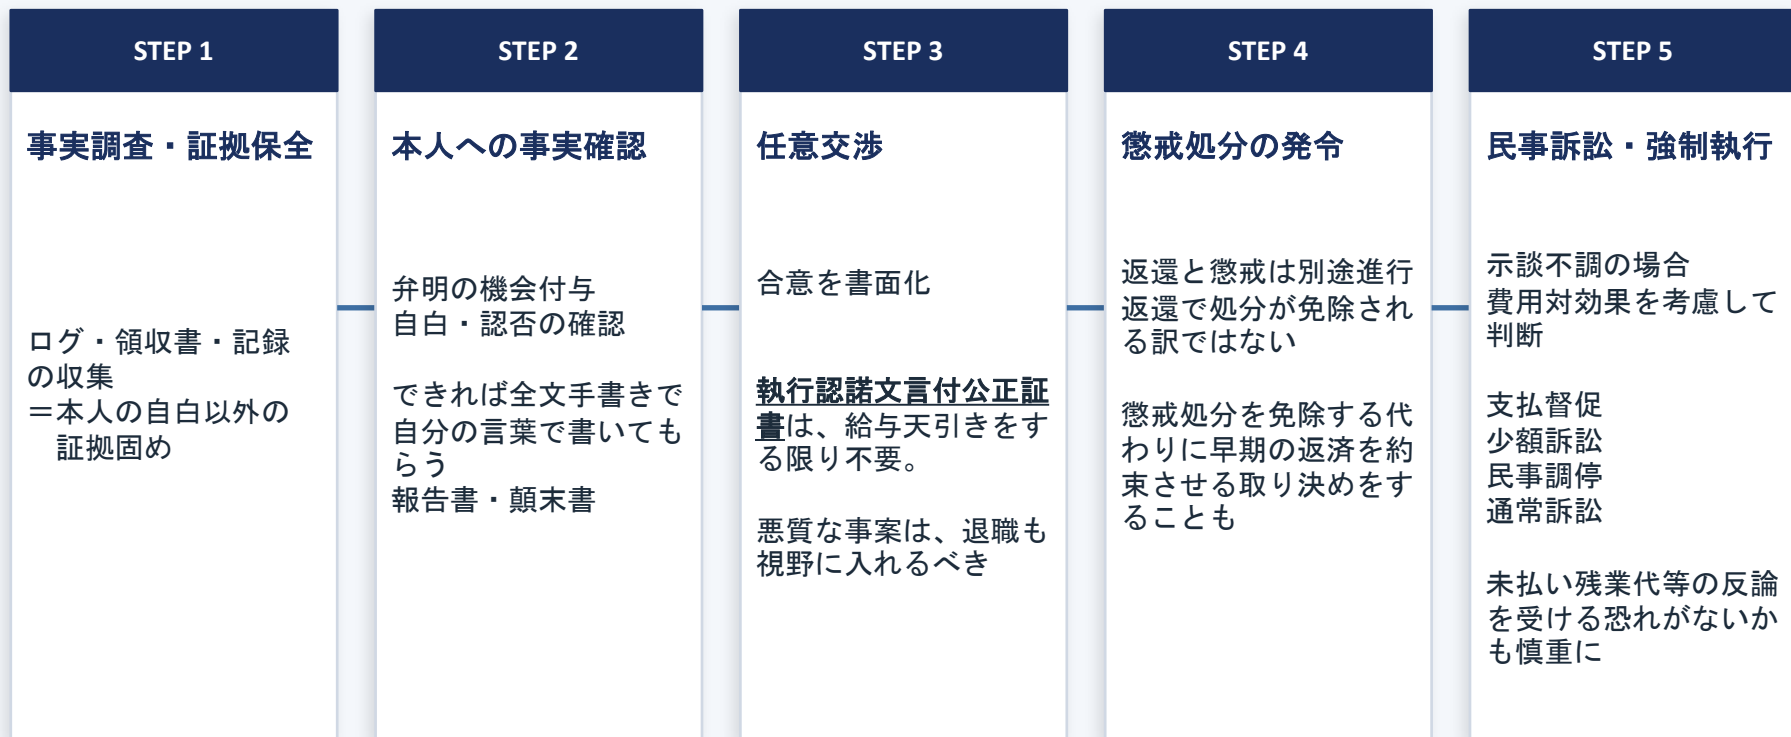 STEP 1
事実調査・証拠保全
ログ・領収書・記録
の収集
＝本人の自白以外の
証拠固め
STEP 2
本人への事実確認
弁明の機会付与
自白・認否の確認
できれば全文手書きで
自分の言葉で書いても
らう
報告書・顛末書
STEP 3
任意交渉
合意を書面化
執行認諾文言付公正証
書は、給与天引きをす
る限り不要。
悪質な事案は、退職も
視野に入れるべき
STEP 4
懲戒処分の発令
返還と懲戒は別途進行
返還で処分が免除され
る訳ではない
懲戒処分を免除する代
わりに早期の返済を約
束させる取り決めをす
ることも
STEP 5
民事訴訟・強制執行
示談不調の場合
費用対効果を考慮して
判断
支払督促
少額訴訟
民事調停
通常訴訟
未払い残業代等の反論
を受ける恐れがないか
も慎重に